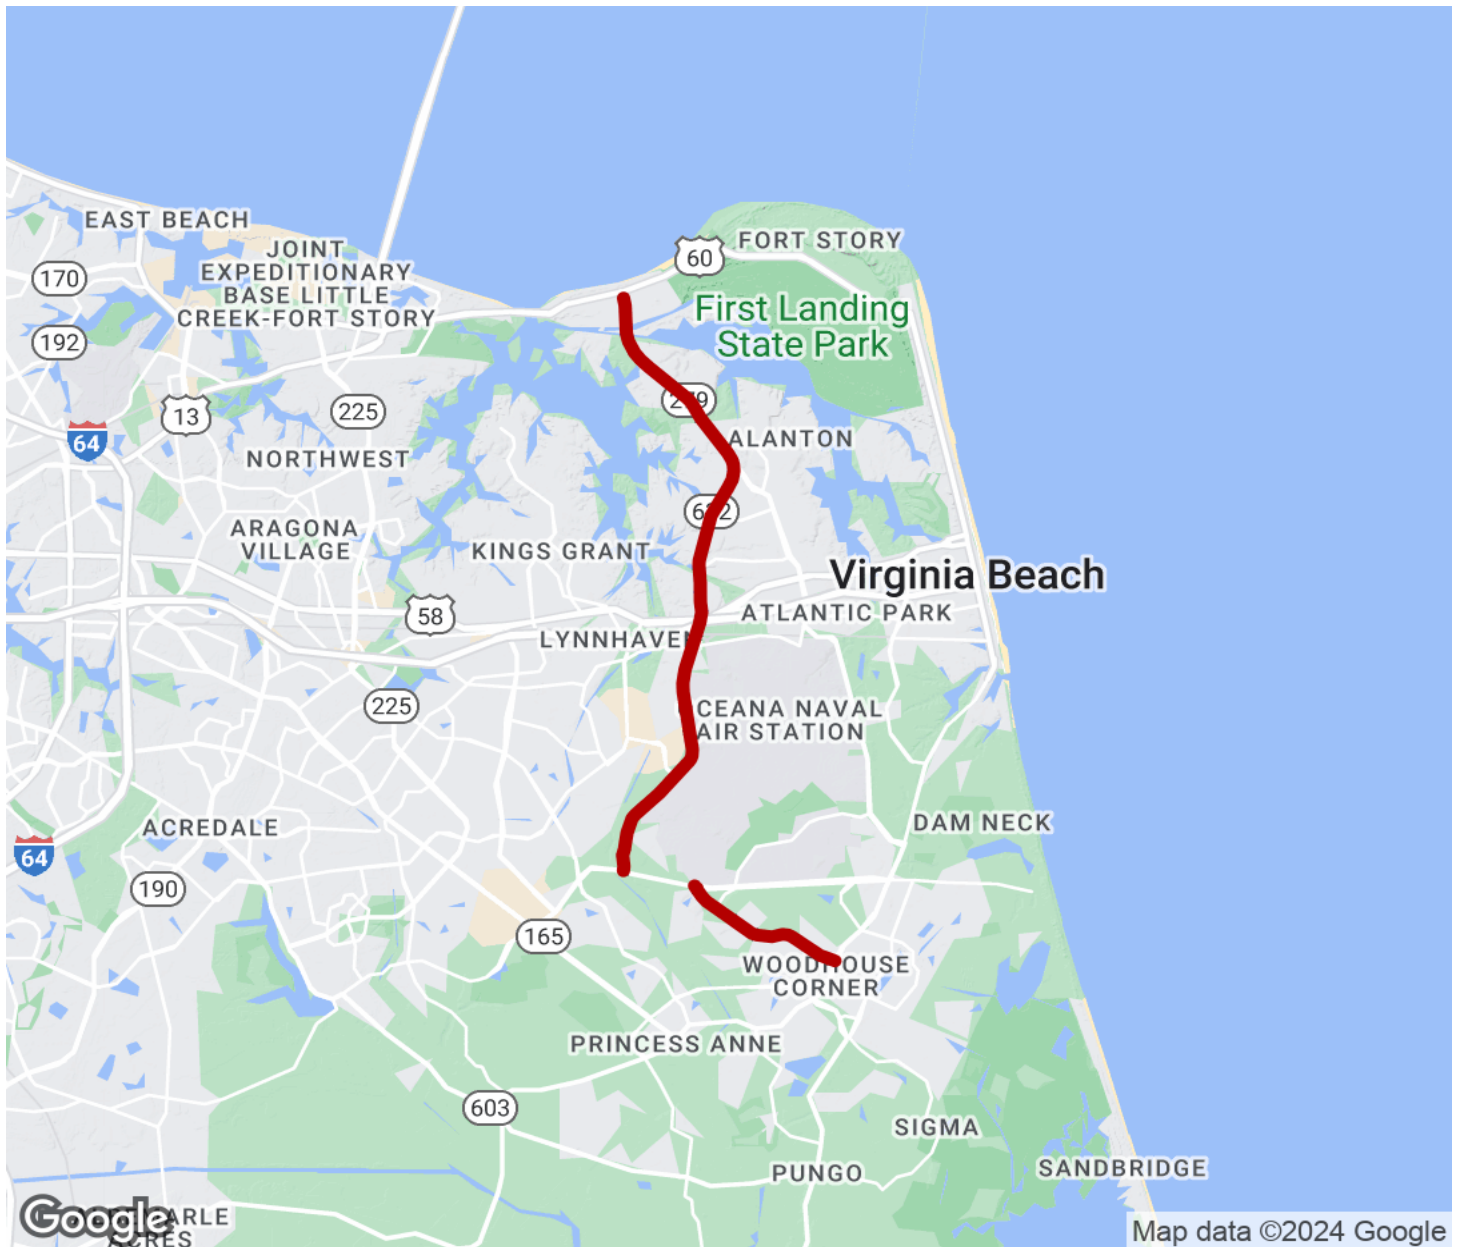 EAST BEACH
JOINT
EXPEDITIONARY
BASE LITTLE
CREEK-FORT STORY
60
FORT STORY
170
First Landing
State Park
192
13
225
64
ALANTON
NORTHWEST
ARAGONA
VILLAGE
KINGS GRANT
Virginia Beach
58
ATLANTIC PARK
LYNNHAVEN
225
CEANA NAVAL
AIR STATION
ACREDALE
DAM NECK
64
190
165
WOODHOUSE
CORNER
PRINCESS ANNE
603
SIGMA
PUNGO
SANDBRIDGE
Google
Map data ©2024 Google